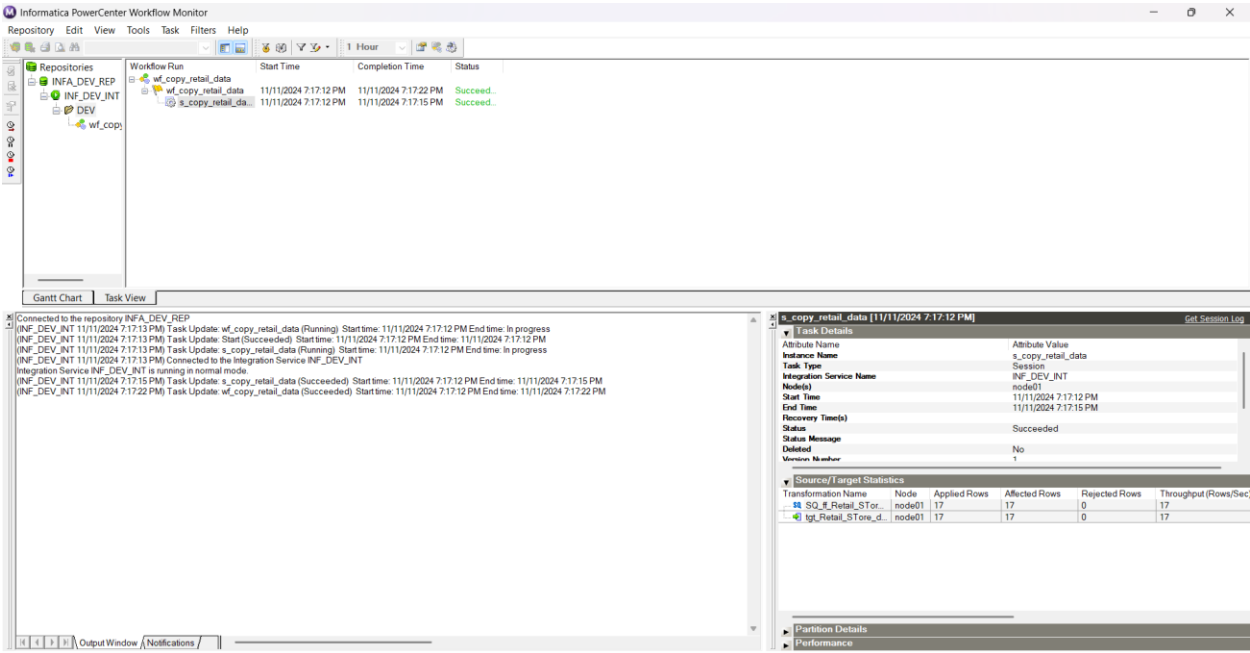 Informatica PowerCenter Workflow Monitor
Repository Edit View Tools Task Filters Help
1 Hour
Repositories
INFA_DEV_REP
INF_DEV_INT
DEV
wf_copy
Workflow Run Start Time Completion Time Status
wf_copy_retail_data
wf_copy_retail_data 11/11/2024 7:17:12 PM 11/11/2024 7:17:22 PM Succeed...
s_copy_retail_da... 11/11/2024 7:17:12 PM 11/11/2024 7:17:15 PM Succeed...
Gantt Chart Task View
Connected to the repository INFA_DEV_REP
(INF_DEV_INT 11/11/2024 7:17:13 PM) Task Update: wf_copy_retail_data (Running) Start time: 11/11/2024 7:17:12 PM End time: In progress
(INF_DEV_INT 11/11/2024 7:17:13 PM) Task Update: Start (Succeeded) Start time: 11/11/2024 7:17:12 PM End time: 11/11/2024 7:17:12 PM
(INF_DEV_INT 11/11/2024 7:17:13 PM) Task Update: s_copy_retail_data (Running) Start time: 11/11/2024 7:17:12 PM End time: In progress
(INF_DEV_INT 11/11/2024 7:17:13 PM) Connected to the Integration Service INF_DEV_INT
Integration Service INF_DEV_INT is running in normal mode.
(INF_DEV_INT 11/11/2024 7:17:15 PM) Task Update: s_copy_retail_data (Succeeded) Start time: 11/11/2024 7:17:12 PM End time: 11/11/2024 7:17:15 PM
(INF_DEV_INT 11/11/2024 7:17:22 PM) Task Update: wf_copy_retail_data (Succeeded) Start time: 11/11/2024 7:17:12 PM End time: 11/11/2024 7:17:22 PM
Output Window Notifications
s_copy_retail_data [11/11/2024 7:17:12 PM] Get Session Log
Task Details
Attribute Name Attribute Value
Instance Name s_copy_retail_data
Task Type Session
Integration Service Name INF_DEV_INT
Node(s) node01
Start Time 11/11/2024 7:17:12 PM
End Time 11/11/2024 7:17:15 PM
Recovery Time(s)
Status Succeeded
Status Message
Deleted No
Version Number 1
Source/Target Statistics
Transformation Name Node Applied Rows Affected Rows Rejected Rows Throughput (Rows/Sec)
SQ_ff_Retail_STor... node01 17 17 0 17
tgt_Retail_STore_d... node01 17 17 0 17
Partition Details
Performance